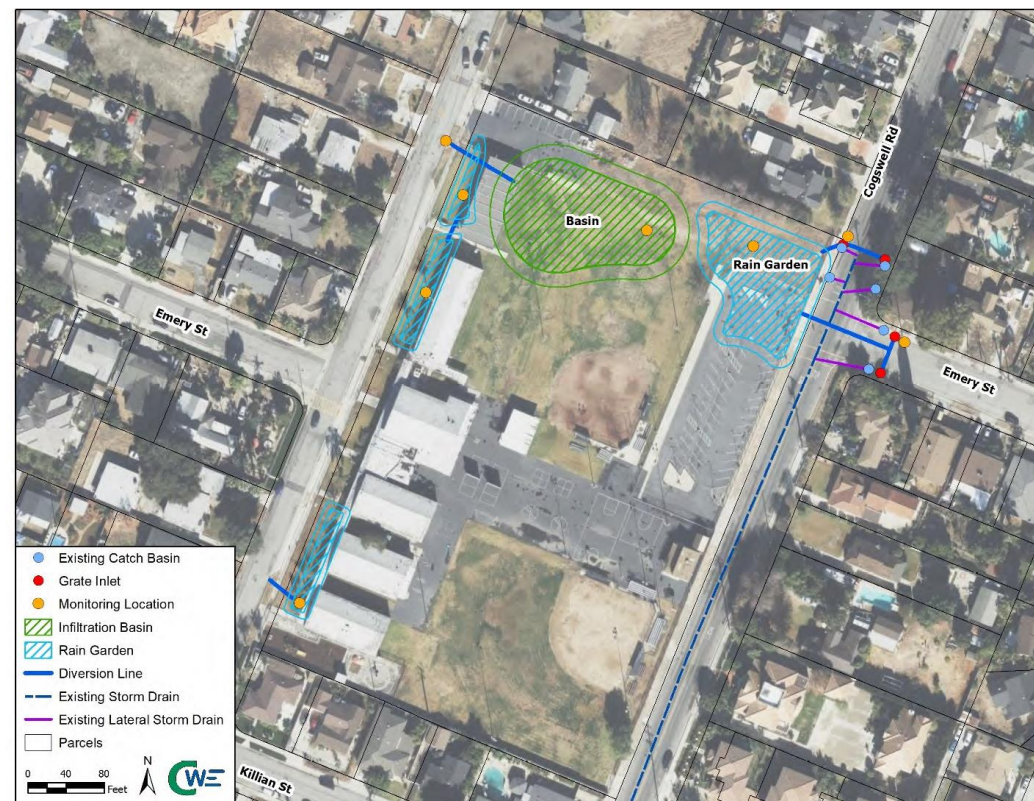 Cogswell Rd
Basin
Rain Garden
Emery St
Emery St
Existing Catch Basin
Grate Inlet
Monitoring Location
Infiltration Basin
Rain Garden
Diversion Line
Existing Storm Drain
Existing Lateral Storm Drain
Parcels
0 40 80
Feet
N
CWE
Killian St